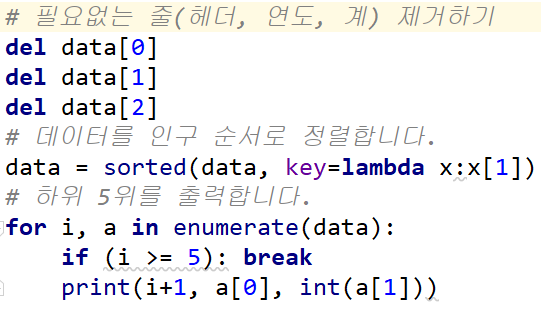 # 필요없는 줄(헤더, 연도, 계) 제거하기
del data[0]
del data[1]
del data[2]
# 데이터를 인구 순서로 정렬합니다.
data = sorted(data, key=lambda x:x[1])
# 하위 5위를 출력합니다.
for i, a in enumerate(data):
    if (i >= 5): break
    print(i+1, a[0], int(a[1]))